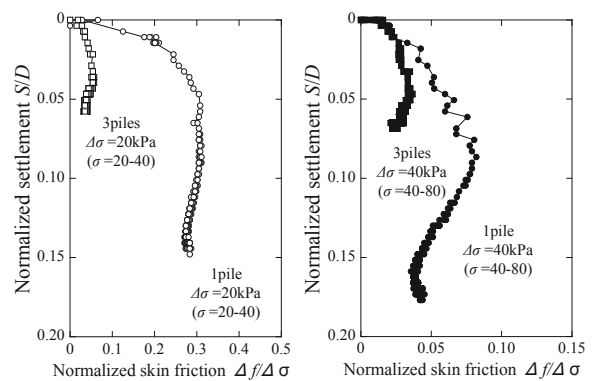 0.00
0.05
0.10
0.15
0.20
Normalized settlement S/D
3piles
Δσ=20kPa
(σ=20-40)
1pile
Δσ=20kPa
(σ=20-40)
0 0.1 0.2 0.3 0.4 0.5
Normalized skin friction Δf/Δσ
0.00
0.05
0.10
0.15
0.20
Normalized settlement S/D
3piles
Δσ=40kPa
(σ=40-80)
1pile
Δσ=40kPa
(σ=40-80)
0.00 0.05 0.10 0.15
Normalized skin friction Δf/Δσ